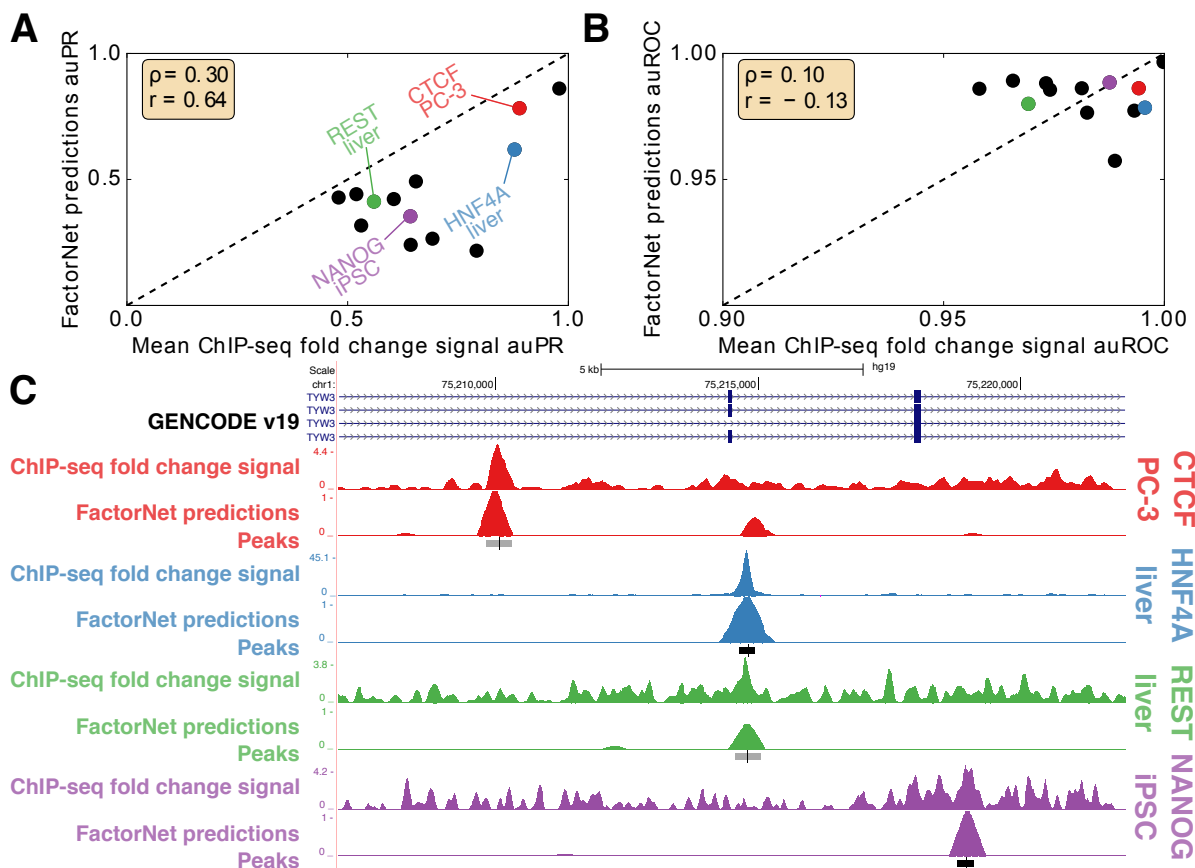 A
FactorNet predictions auPR
1.0
0.5
0.0
0.5
1.0
Mean ChIP-seq fold change signal auPR
ρ = 0.30
r = 0.64
CTCF
PC-3
REST
liver
HNF4A
liver
NANOG
iPSC
B
FactorNet predictions auROC
1.00
0.95
0.90
0.95
1.00
Mean ChIP-seq fold change signal auROC
ρ = 0.10
r = − 0.13
C
Scale
5 kb
hg19
chr1:
75,210,000
75,215,000
75,220,000
GENCODE v19
TYW3
TYW3
TYW3
TYW3
ChIP-seq fold change signal
4.4 -
0 _
FactorNet predictions
1 -
0 _
Peaks
CTCF
PC-3
ChIP-seq fold change signal
45.1 -
0 _
FactorNet predictions
1 -
0 _
Peaks
HNF4A
liver
ChIP-seq fold change signal
3.8 -
0 _
FactorNet predictions
1 -
0 _
Peaks
REST
liver
ChIP-seq fold change signal
4.2 -
0 _
FactorNet predictions
1 -
0 _
Peaks
NANOG
iPSC